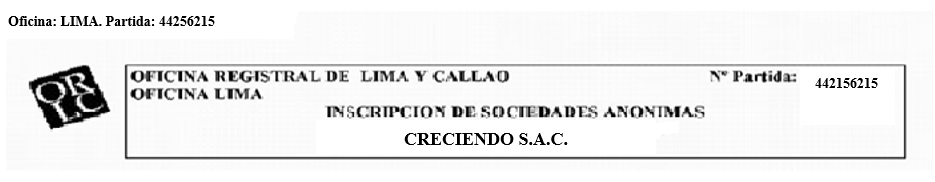 Oficina: LIMA. Partida: 44256215
ORLC
OFICINA REGISTRAL DE LIMA Y CALLAO Nº Partida: 442156215
OFICINA LIMA
INSCRIPCION DE SOCIEDADES ANONIMAS
CRECIENDO S.A.C.